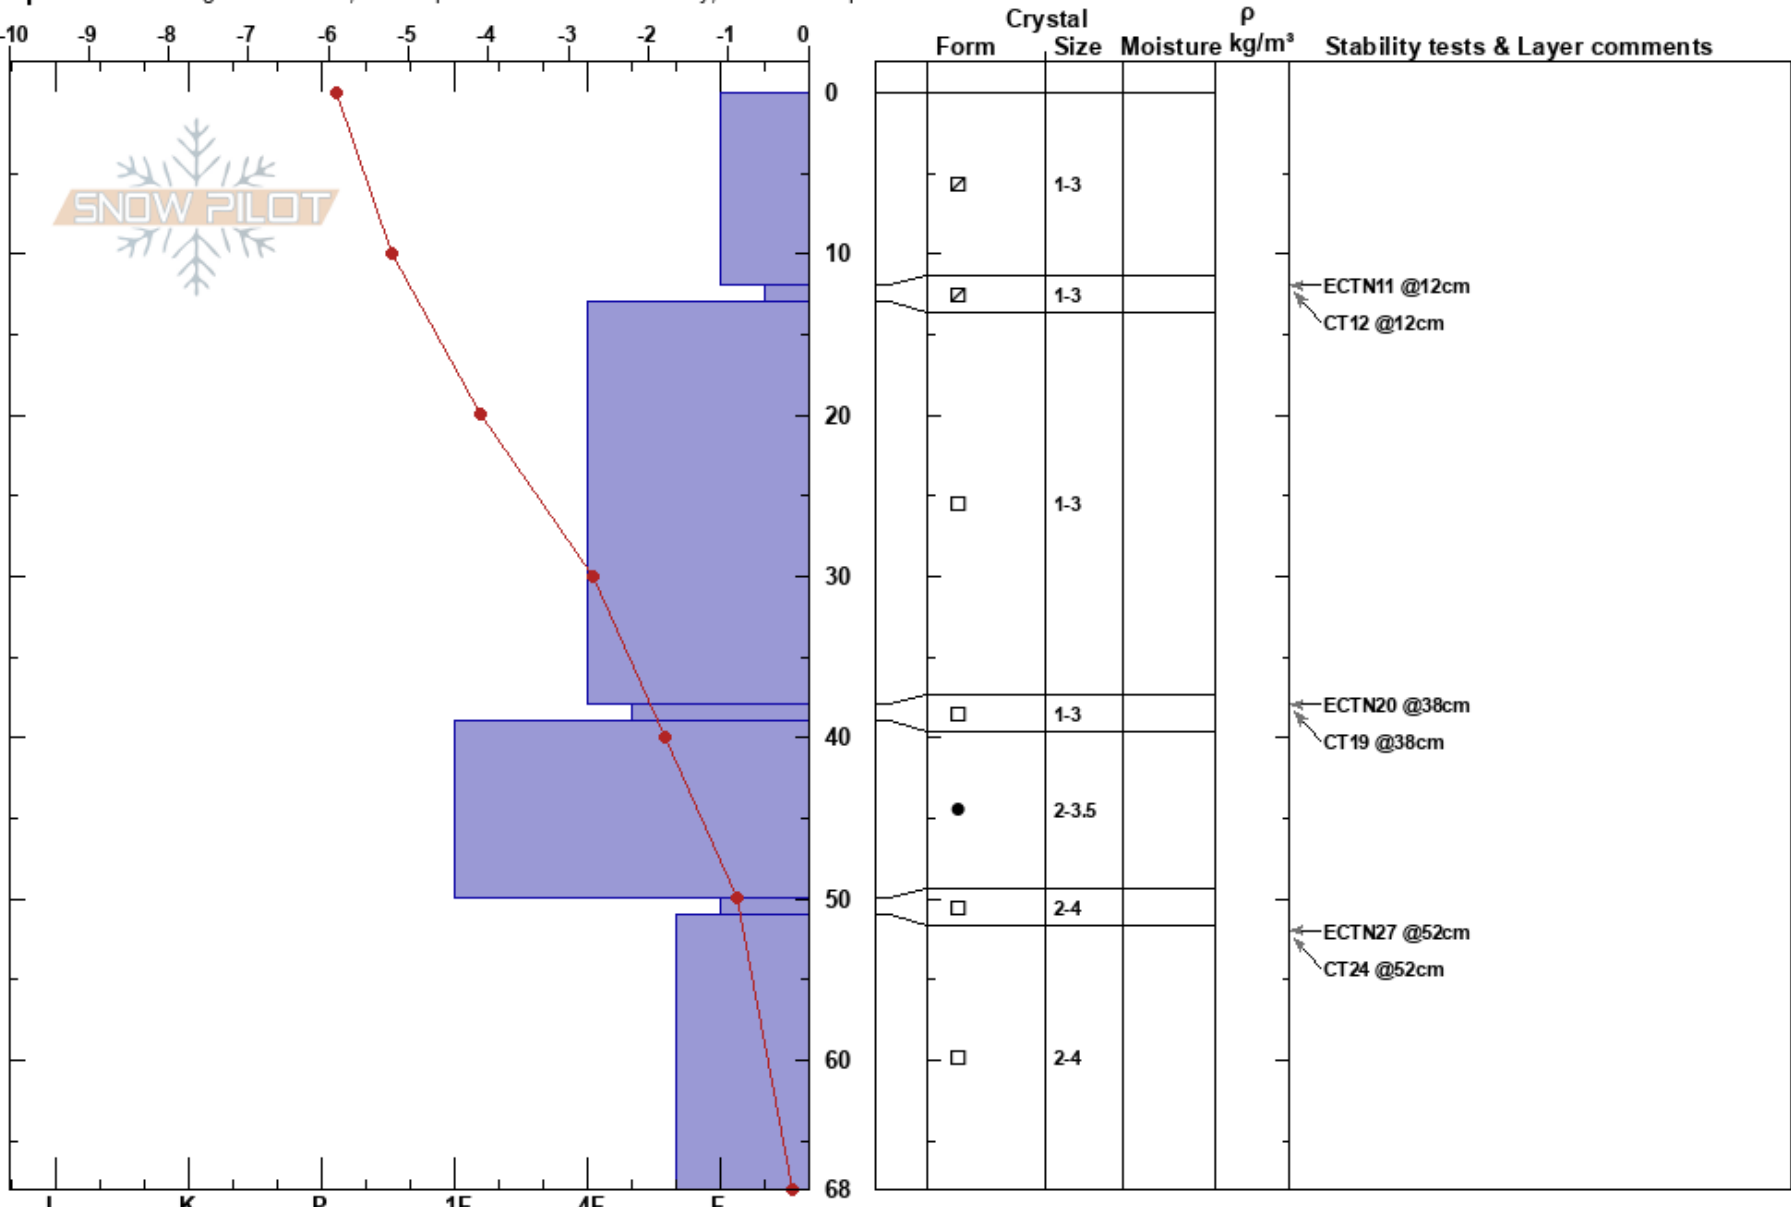 Crystal ρ
-10 -9 -8 -7 -6 -5 -4 -3 -2 -1 0 Form Size Moisture kg/m³ Stability tests & Layer comments
0
SNOW PILOT
1-3
10
1-3 ECTN11 @12cm
CT12 @12cm
20
1-3
30
1-3 ECTN20 @38cm
40 CT19 @38cm
2-3.5
50 2-4
ECTN27 @52cm
CT24 @52cm
60 2-4
68
I K P 1F 4F F